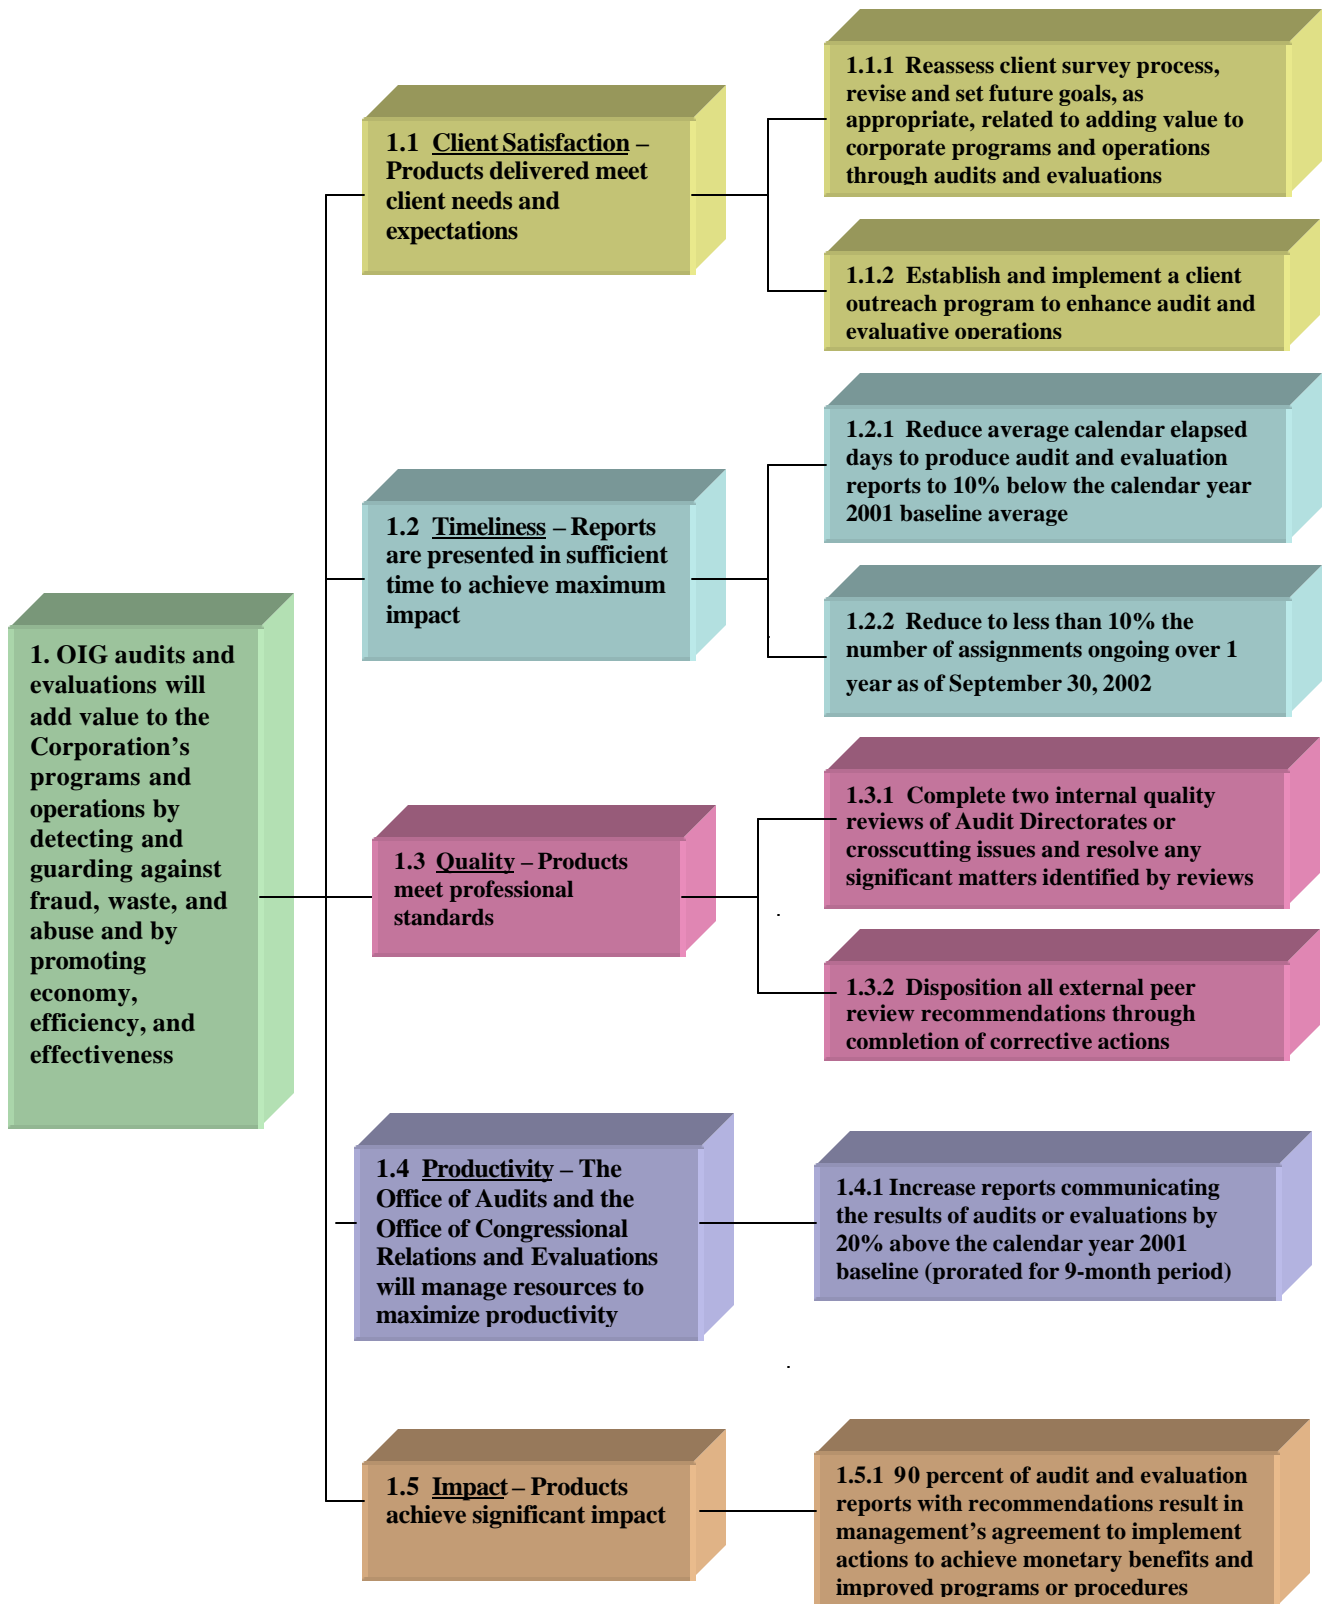 1. OIG audits and
evaluations will
add value to the
Corporation’s
programs and
operations by
detecting and
guarding against
fraud, waste, and
abuse and by
promoting
economy,
efficiency, and
effectiveness
1.1 Client Satisfaction –
Products delivered meet
client needs and
expectations
1.1.1 Reassess client survey process,
revise and set future goals, as
appropriate, related to adding value to
corporate programs and operations
through audits and evaluations
1.1.2 Establish and implement a client
outreach program to enhance audit and
evaluative operations
1.2 Timeliness – Reports
are presented in sufficient
time to achieve maximum
impact
1.2.1 Reduce average calendar elapsed
days to produce audit and evaluation
reports to 10% below the calendar year
2001 baseline average
1.2.2 Reduce to less than 10% the
number of assignments ongoing over 1
year as of September 30, 2002
1.3 Quality – Products
meet professional
standards
1.3.1 Complete two internal quality
reviews of Audit Directorates or
crosscutting issues and resolve any
significant matters identified by reviews
1.3.2 Disposition all external peer
review recommendations through
completion of corrective actions
1.4 Productivity – The
Office of Audits and the
Office of Congressional
Relations and Evaluations
will manage resources to
maximize productivity
1.4.1 Increase reports communicating
the results of audits or evaluations by
20% above the calendar year 2001
baseline (prorated for 9-month period)
1.5 Impact – Products
achieve significant impact
1.5.1 90 percent of audit and evaluation
reports with recommendations result in
management’s agreement to implement
actions to achieve monetary benefits and
improved programs or procedures